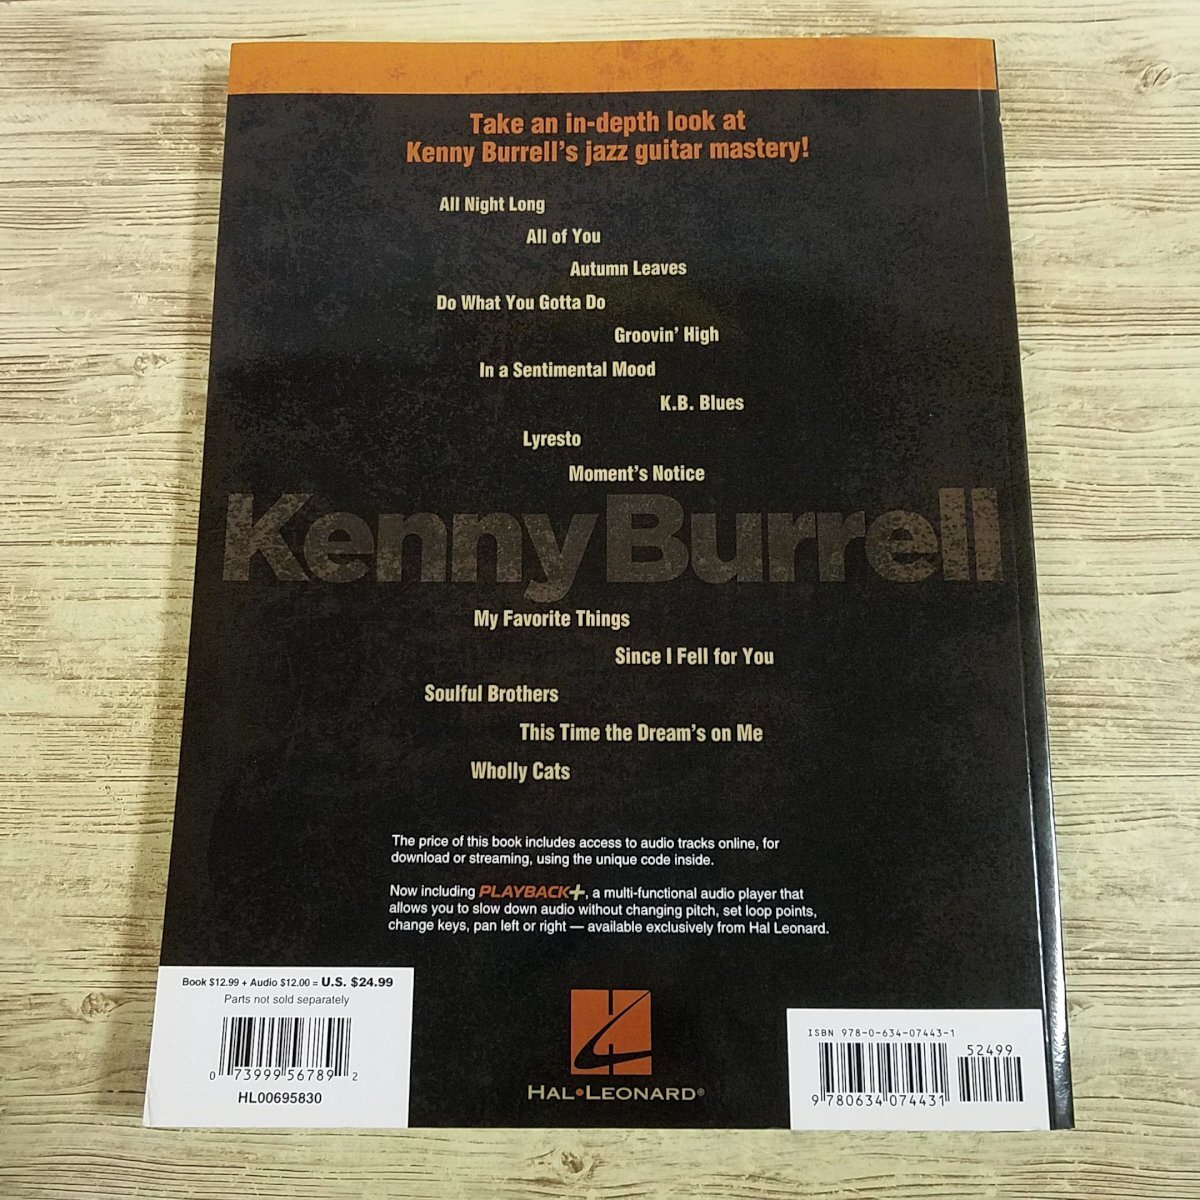 Take an in-depth look at
Kenny Burrell's jazz guitar mastery!
All Night Long
All of You
Autumn Leaves
Do What You Gotta Do
Groovin' High
In a Sentimental Mood
K.B. Blues
Lyresto
Moment's Notice
Kenny Burrell
My Favorite Things
Since I Fell for You
Soulful Brothers
This Time the Dream's on Me
Wholly Cats
The price of this book includes access to audio tracks online, for
download or streaming, using the unique code inside.
Now including PLAYBACK+, a multi-functional audio player that
allows you to slow down audio without changing pitch, set loop points,
change keys, pan left or right — available exclusively from Hal Leonard.
Book $12.99 + Audio $12.00 = U.S. $24.99
Parts not sold separately
0 73999 56789 2
HL00695830
HAL•LEONARD®
ISBN 978-0-634-07443-1
52499
9 780634 074431